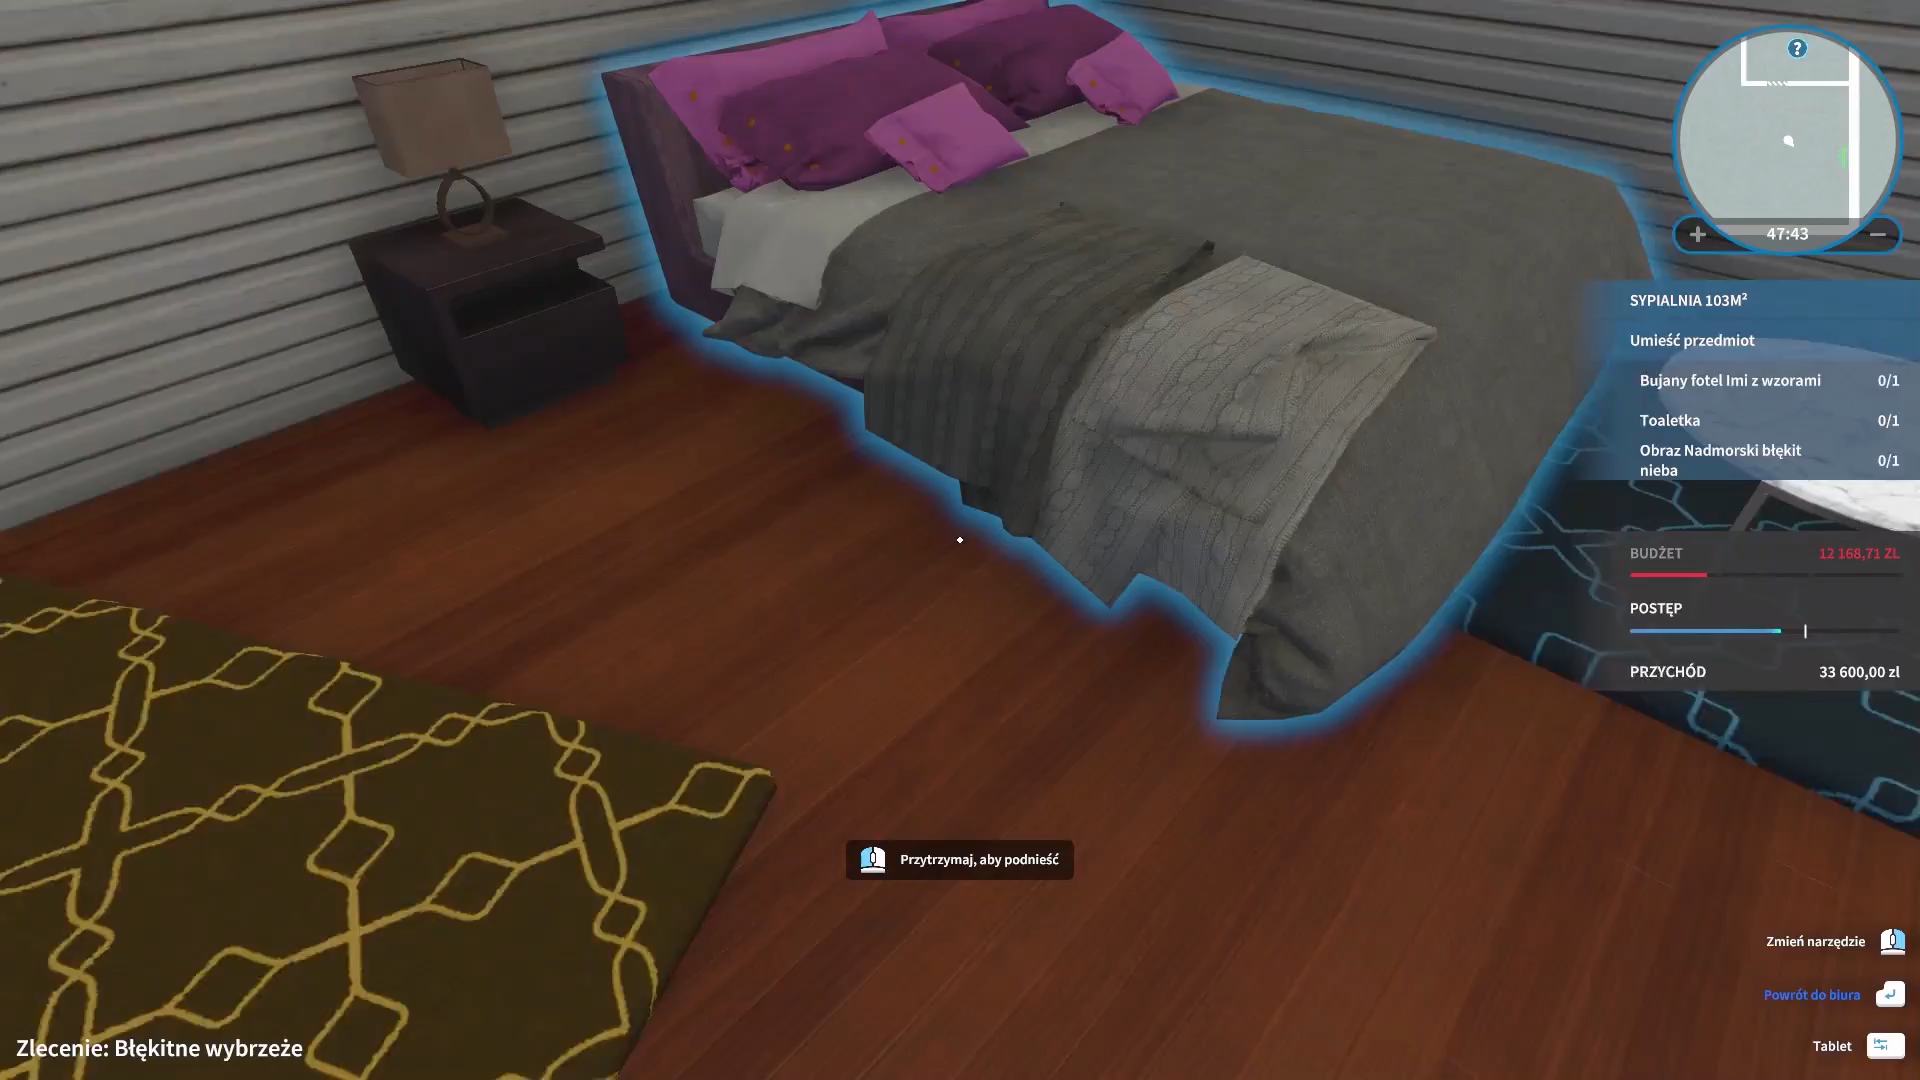 ?
47:43
SYPIALNIA 103M²
Umieść przedmiot
Bujany fotel Imi z wzorami 0/1
Toaletka 0/1
Obraz Nadmorski błękit
nieba 0/1
BUDŻET 12 168,71 ZL
POSTĘP
PRZYCHÓD 33 600,00 zl
Przytrzymaj, aby podnieść
Zmień narzędzie
Powrót do biura
Tablet
Zlecenie: Błękitne wybrzeże